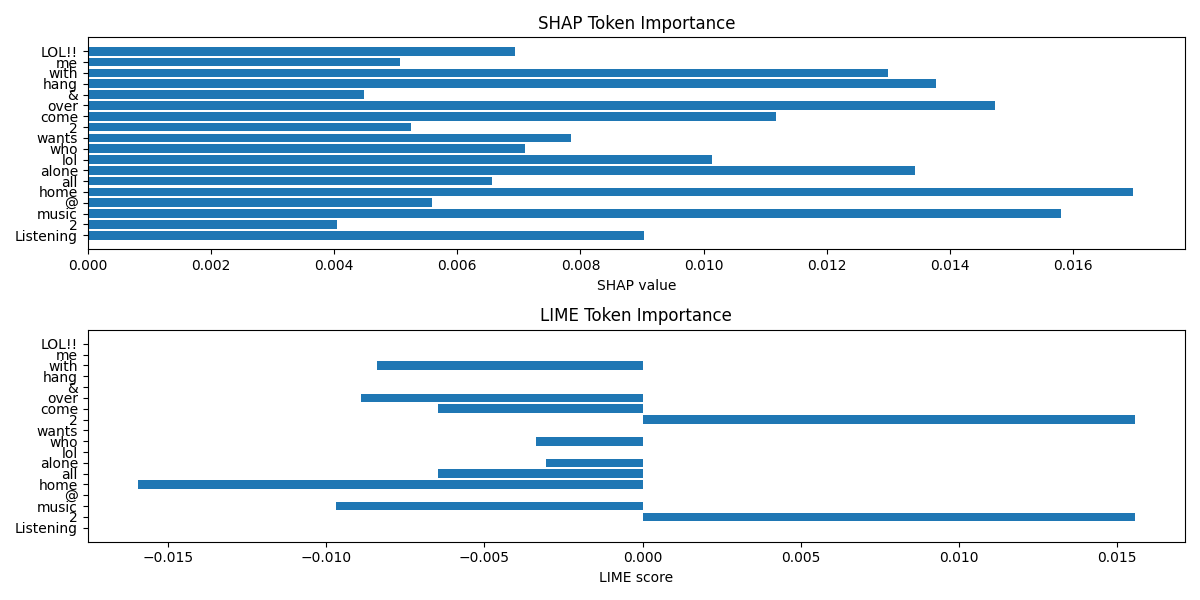 SHAP Token Importance
LOL!!
me
with
hang
&
over
come
2
wants
who
lol
alone
all
home
@
music
2
Listening
0.000 0.002 0.004 0.006 0.008 0.010 0.012 0.014 0.016
SHAP value
LIME Token Importance
LOL!!
me
with
hang
&
over
come
2
wants
who
lol
alone
all
home
@
music
2
Listening
−0.015 −0.010 −0.005 0.000 0.005 0.010 0.015
LIME score